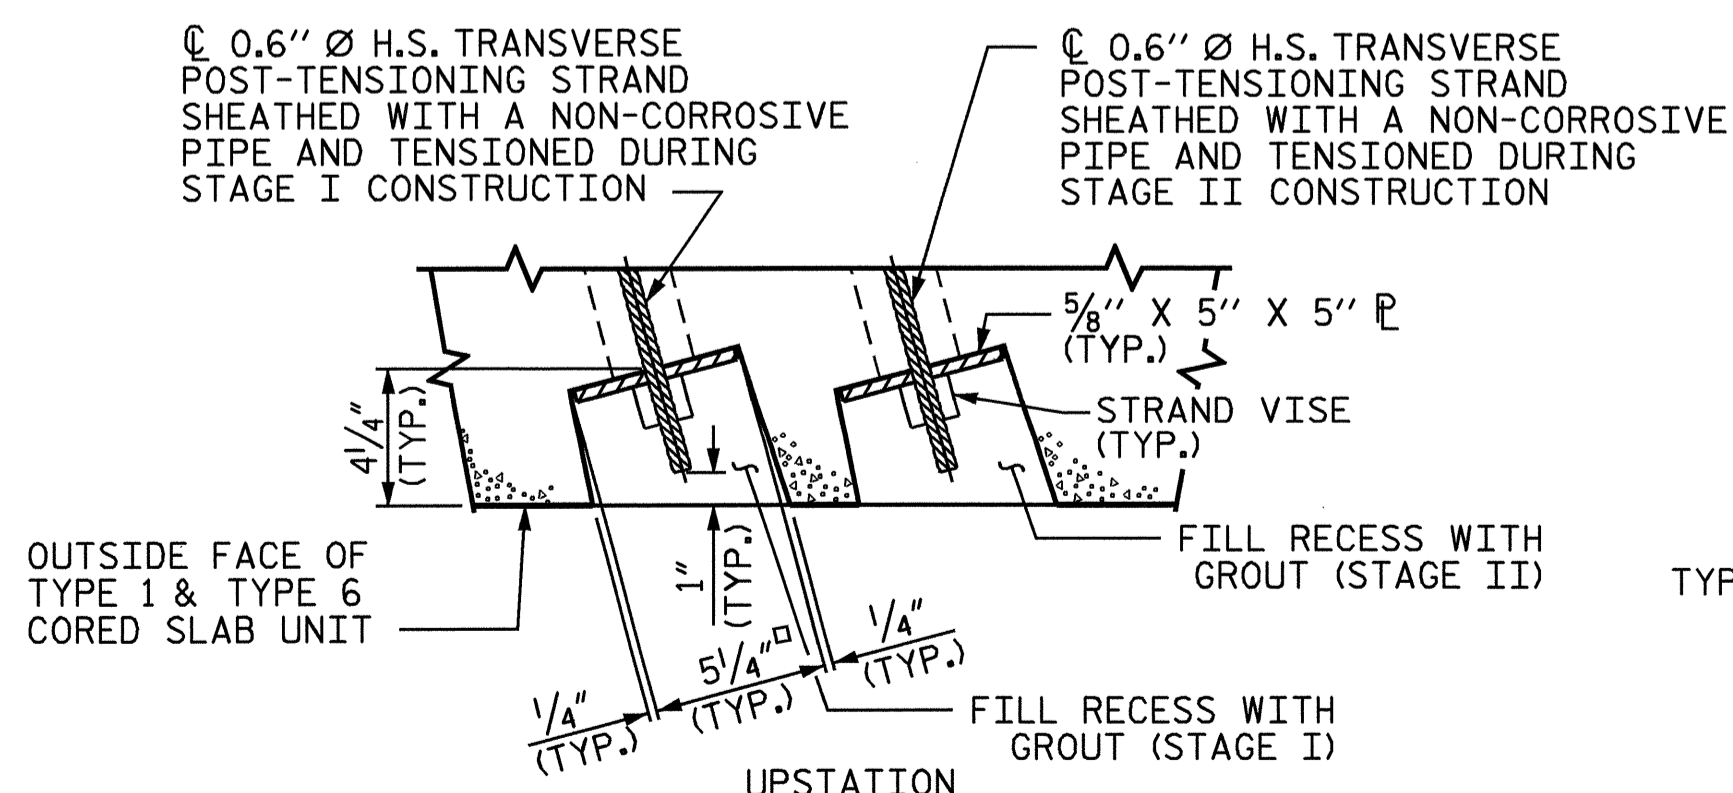 ℄ 0.6" Ø H.S. TRANSVERSE
POST-TENSIONING STRAND
SHEATHED WITH A NON-CORROSIVE
PIPE AND TENSIONED DURING
STAGE I CONSTRUCTION
℄ 0.6" Ø H.S. TRANSVERSE
POST-TENSIONING STRAND
SHEATHED WITH A NON-CORROSIVE
PIPE AND TENSIONED DURING
STAGE II CONSTRUCTION
5/8" X 5" X 5" ⅊
(TYP.)
4 1/4"
(TYP.)
STRAND VISE
(TYP.)
1"
(TYP.)
OUTSIDE FACE OF
TYPE 1 & TYPE 6
CORED SLAB UNIT
FILL RECESS WITH
GROUT (STAGE II)
TYP
1/4"
(TYP.)
5 1/4"□
(TYP.)
1/4"
(TYP.)
FILL RECESS WITH
GROUT (STAGE I)
UPSTATION